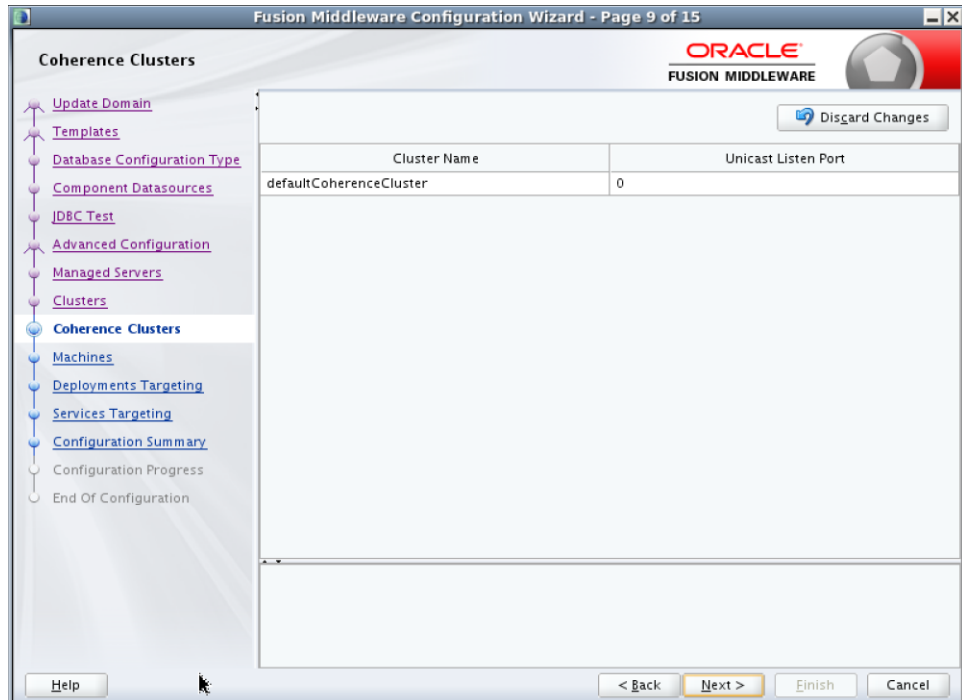 Fusion Middleware Configuration Wizard - Page 9 of 15
Coherence Clusters
ORACLE
FUSION MIDDLEWARE
Update Domain
Templates
Database Configuration Type
Component Datasources
JDBC Test
Advanced Configuration
Managed Servers
Clusters
Coherence Clusters
Machines
Deployments Targeting
Services Targeting
Configuration Summary
Configuration Progress
End Of Configuration
Discard Changes
Cluster Name Unicast Listen Port
defaultCoherenceCluster 0
Help < Back Next > Finish Cancel